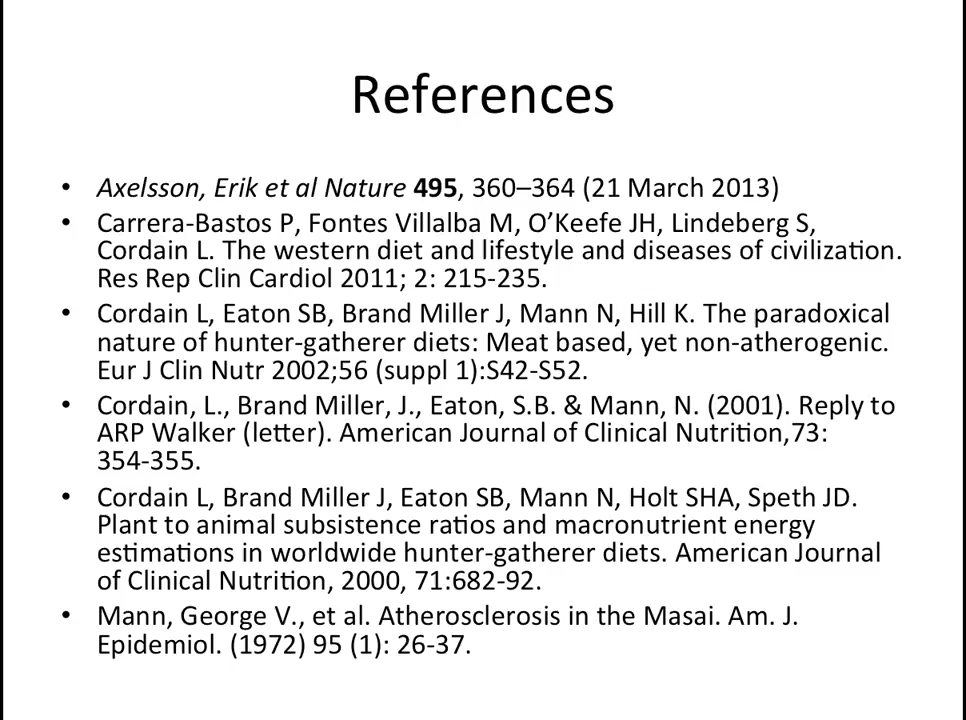 References
• Axelsson, Erik et al Nature 495, 360–364 (21 March 2013)
• Carrera-Bastos P, Fontes Villalba M, O’Keefe JH, Lindeberg S,
Cordain L. The western diet and lifestyle and diseases of civilization.
Res Rep Clin Cardiol 2011; 2: 215-235.
• Cordain L, Eaton SB, Brand Miller J, Mann N, Hill K. The paradoxical
nature of hunter-gatherer diets: Meat based, yet non-atherogenic.
Eur J Clin Nutr 2002;56 (suppl 1):S42-S52.
• Cordain, L., Brand Miller, J., Eaton, S.B. & Mann, N. (2001). Reply to
ARP Walker (letter). American Journal of Clinical Nutrition,73:
354-355.
• Cordain L, Brand Miller J, Eaton SB, Mann N, Holt SHA, Speth JD.
Plant to animal subsistence ratios and macronutrient energy
estimations in worldwide hunter-gatherer diets. American Journal
of Clinical Nutrition, 2000, 71:682-92.
• Mann, George V., et al. Atherosclerosis in the Masai. Am. J.
Epidemiol. (1972) 95 (1): 26-37.